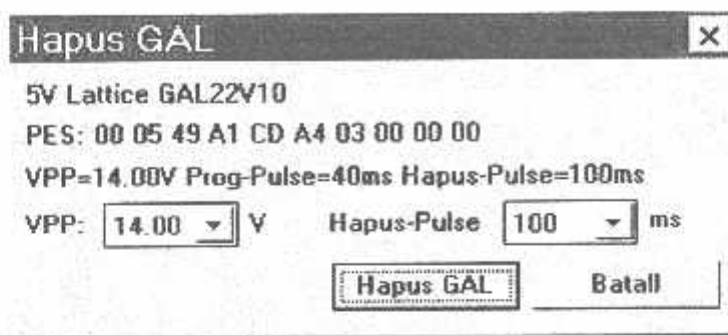 Hapus GAL
5V Lattice GAL22V10
PES: 00 05 49 A1 CD A4 03 00 00 00
VPP=14.00V Prog-Pulse=40ms Hapus-Pulse=100ms
VPP: 14.00 V Hapus-Pulse 100 ms
Hapus GAL Batall